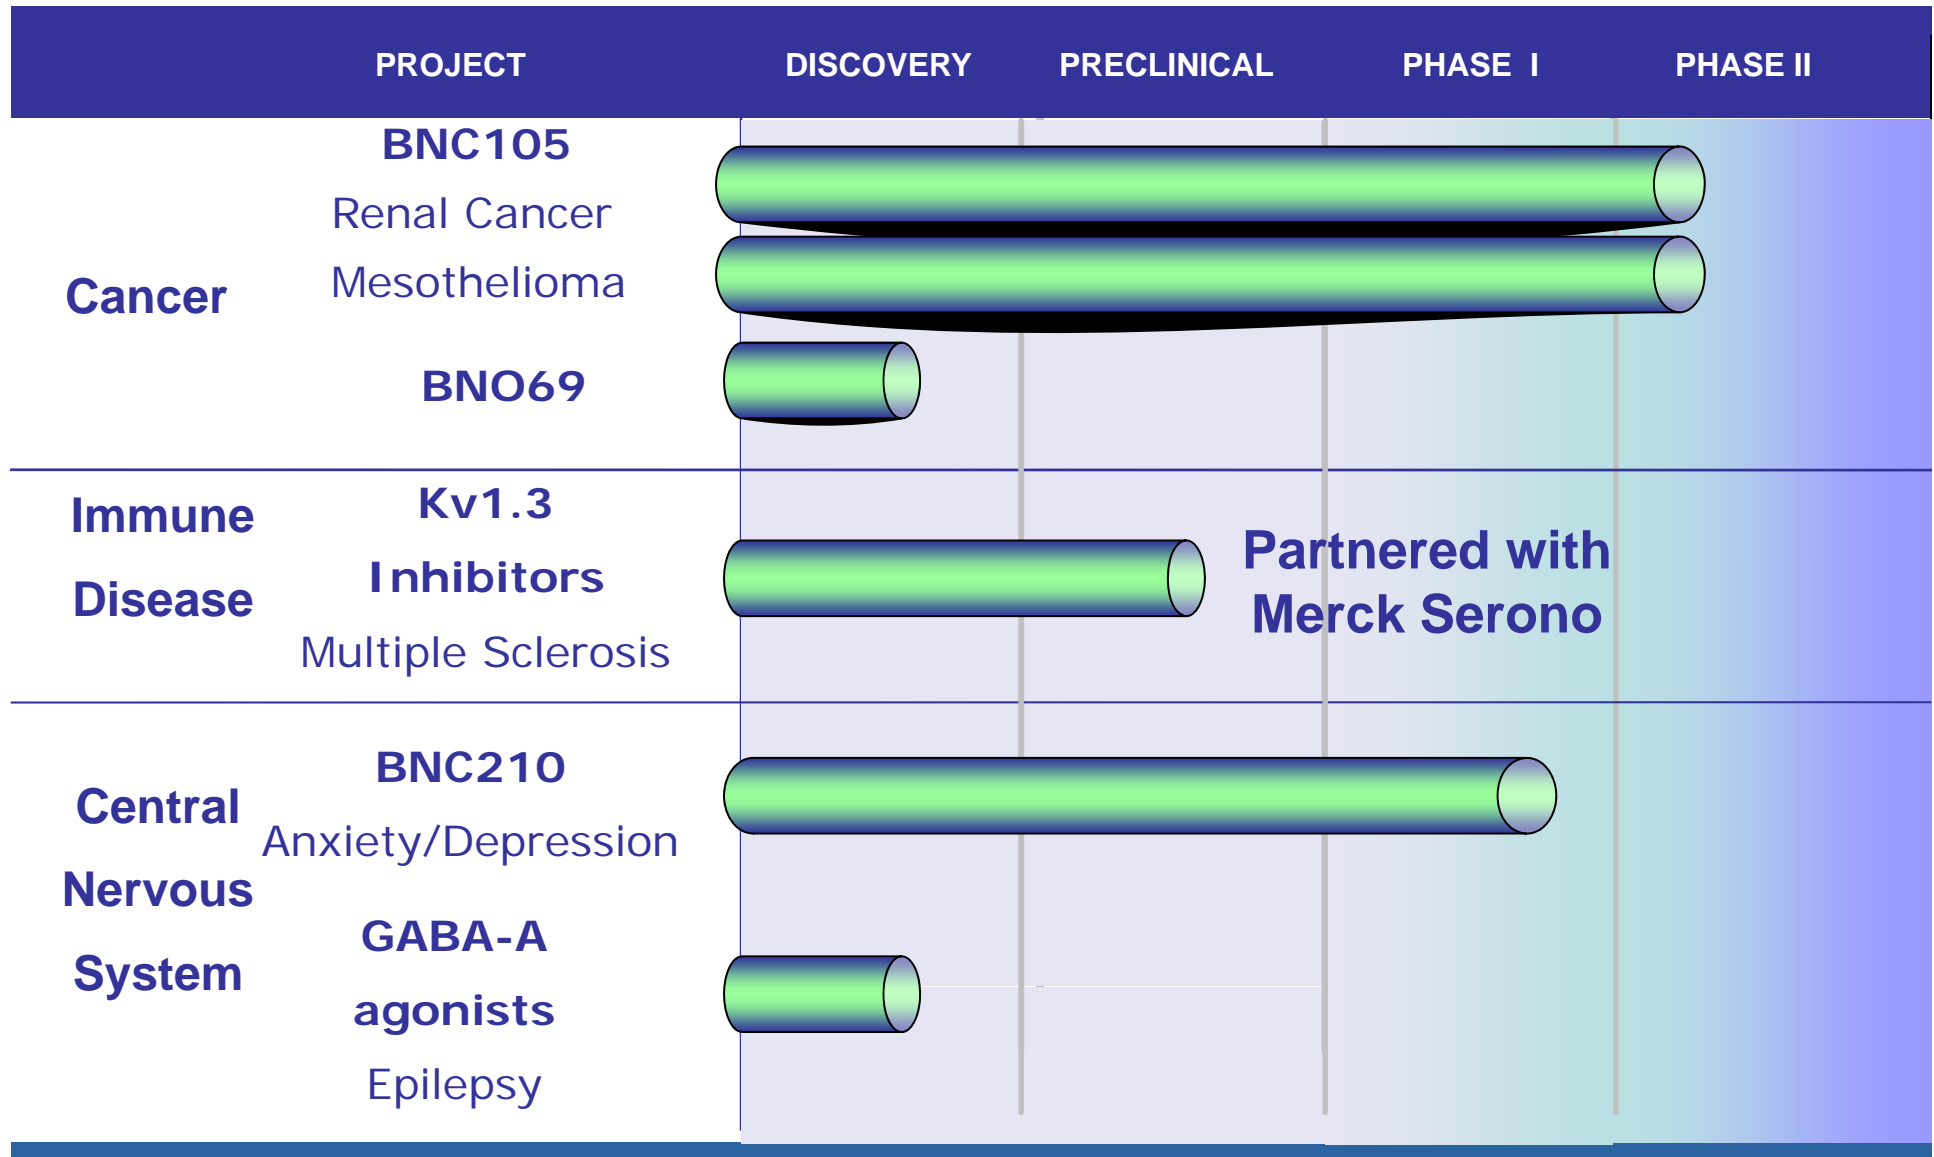 PROJECT DISCOVERY PRECLINICAL PHASE I PHASE II
Cancer
BNC105
Renal Cancer
Mesothelioma
BNO69
Immune
Disease
Kv1.3
Inhibitors
Multiple Sclerosis
Partnered with
Merck Serono
Central
Nervous
System
BNC210
Anxiety/Depression
GABA-A
agonists
Epilepsy